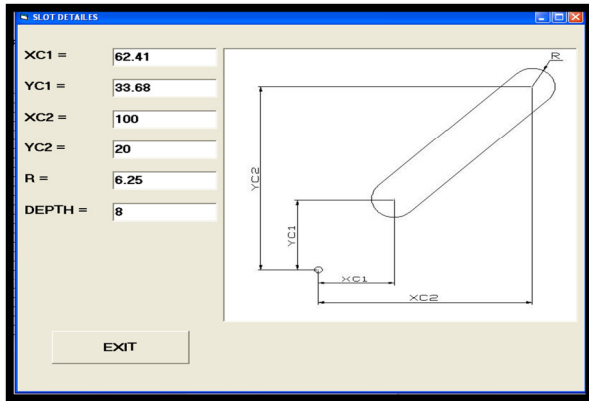 SLOT DETAILES
XC1 = 62.41
YC1 = 33.68
XC2 = 100
YC2 = 20
R = 6.25
DEPTH = 8
EXIT
R
YC2
YC1
XC1
XC2